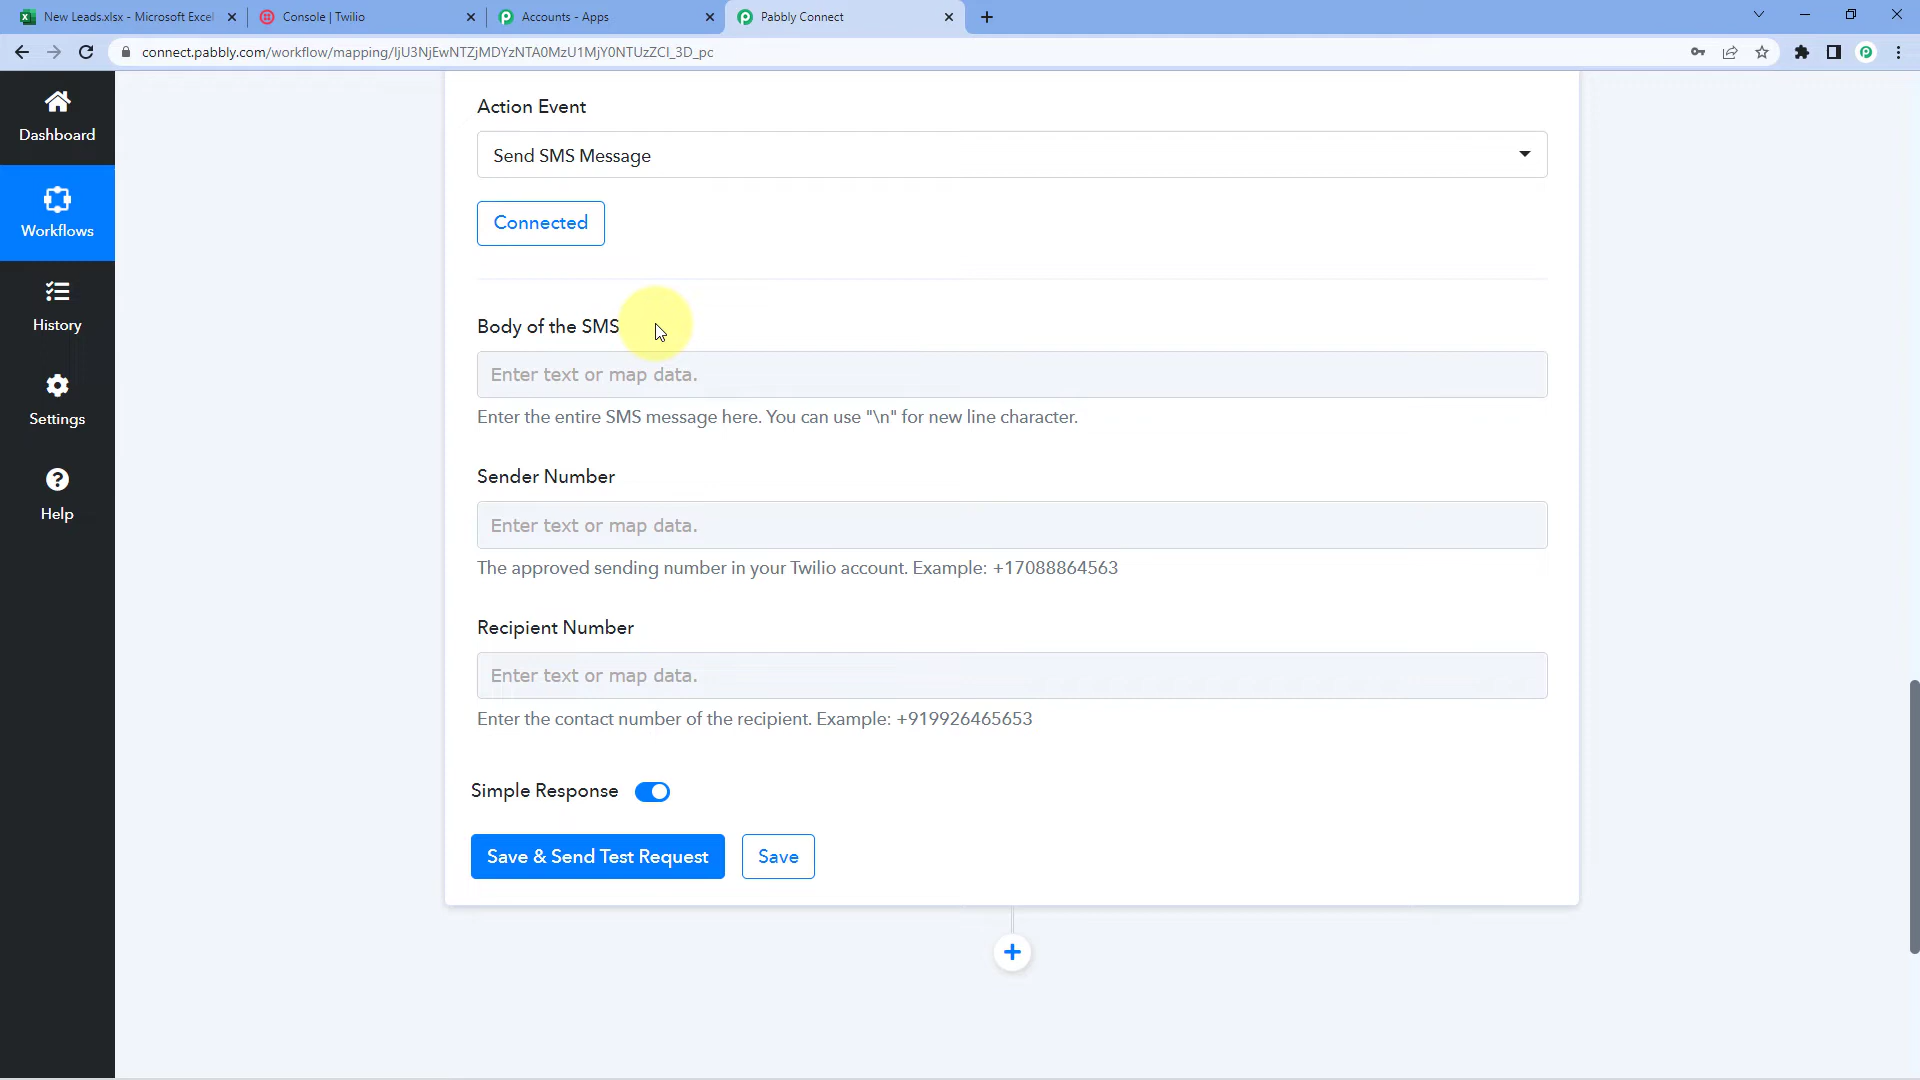 New Leads.xlsx - Microsoft Excel
Console | Twilio
Accounts - Apps
Pabbly Connect
connect.pabbly.com/workflow/mapping/IjU3NjEwNTZjMDYzNTA0MzU1MjY0NTUzZCI_3D_pc
Dashboard
Workflows
History
Settings
Help
Action Event
Send SMS Message
Connected
Body of the SMS
Enter text or map data.
Enter the entire SMS message here. You can use "\n" for new line character.
Sender Number
Enter text or map data.
The approved sending number in your Twilio account. Example: +17088864563
Recipient Number
Enter text or map data.
Enter the contact number of the recipient. Example: +919926465653
Simple Response
Save & Send Test Request
Save